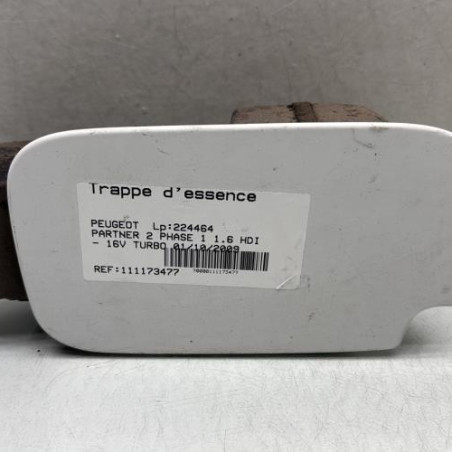 Trappe d'essence
PEUGEOT Lp:224464
PARTNER 2 PHASE 1 1.6 HDI
- 16V TURBO 01/10/2009
REF:111173477
*0000111173477